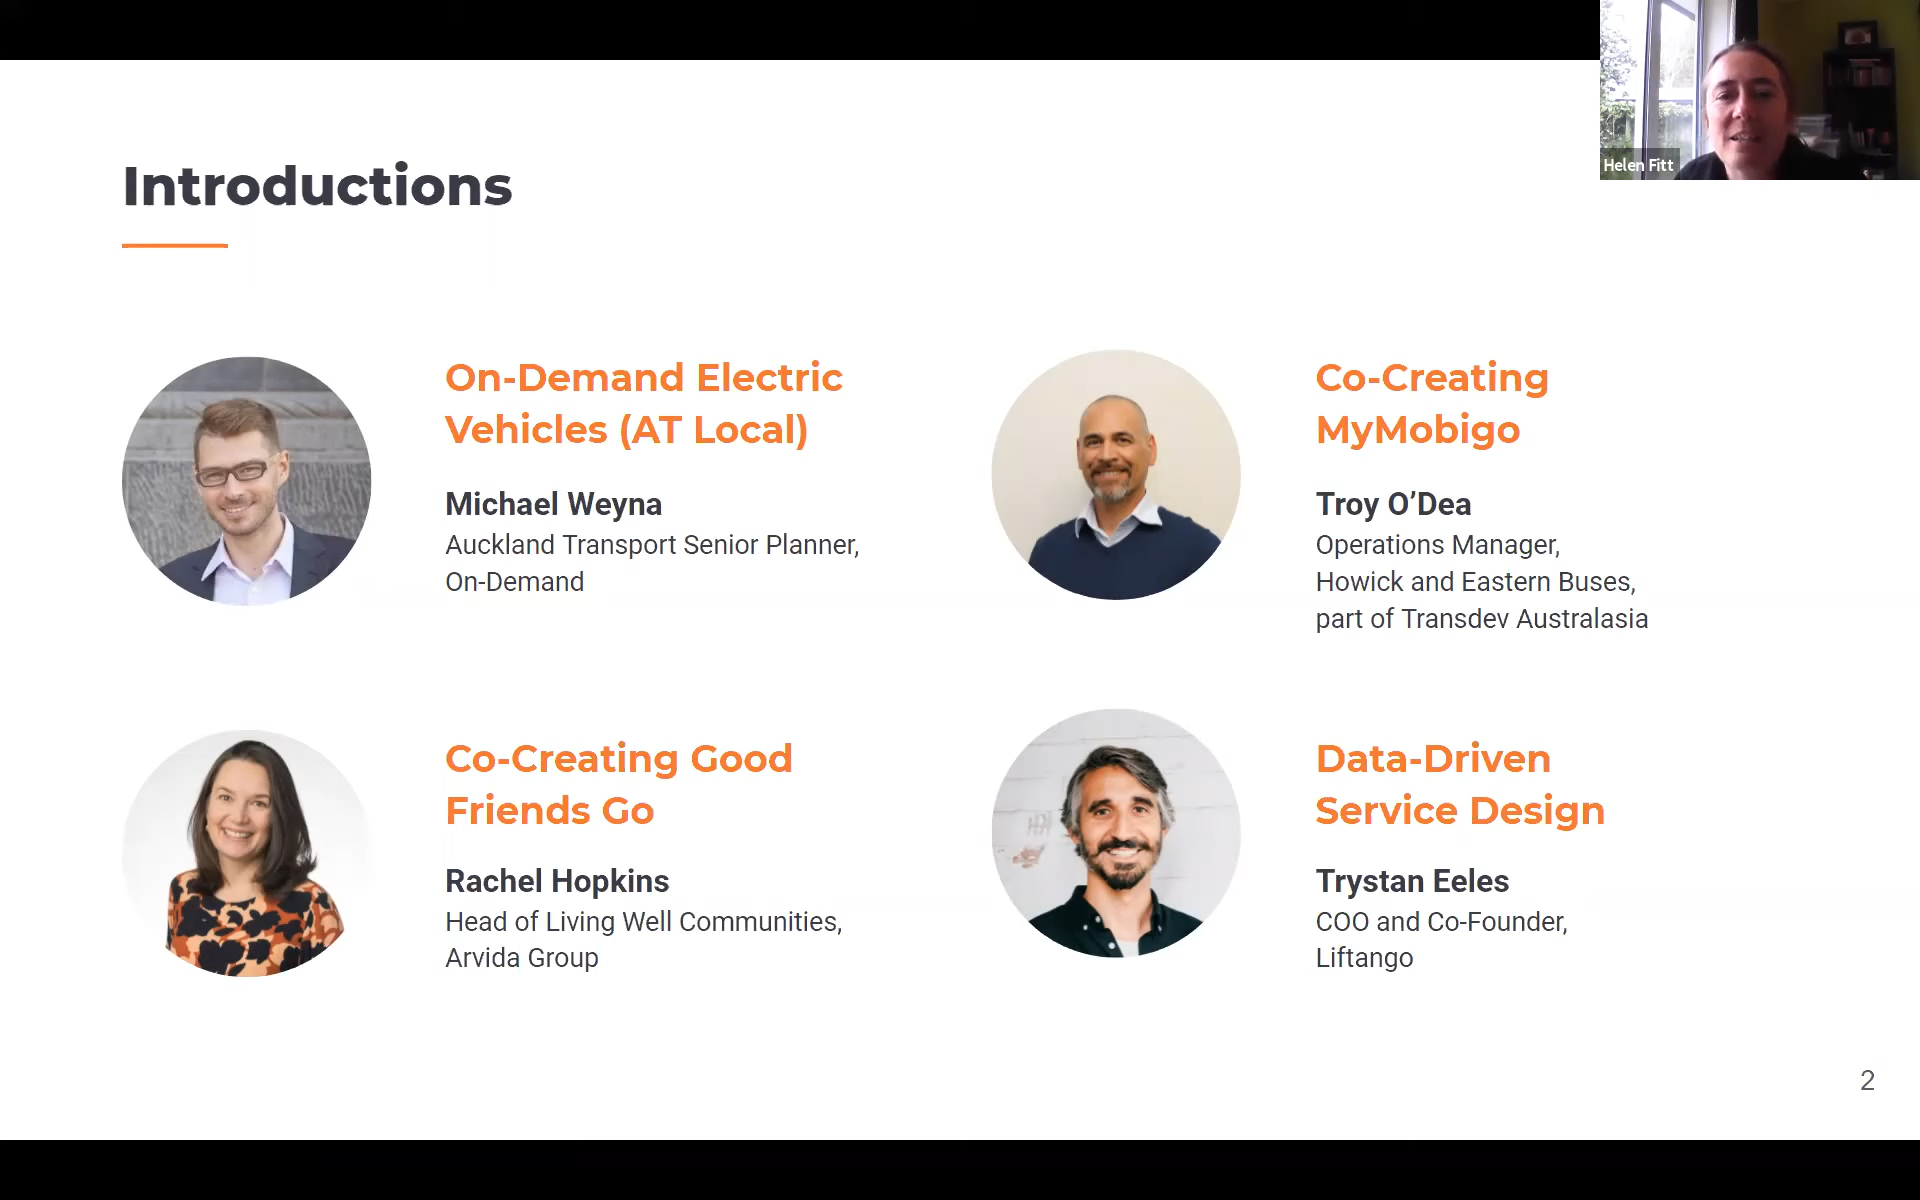 Helen Fitt
Introductions
On-Demand Electric
Vehicles (AT Local)
Michael Weyna
Auckland Transport Senior Planner,
On-Demand
Co-Creating
MyMobigo
Troy O’Dea
Operations Manager,
Howick and Eastern Buses,
part of Transdev Australasia
Co-Creating Good
Friends Go
Rachel Hopkins
Head of Living Well Communities,
Arvida Group
Data-Driven
Service Design
Trystan Eeles
COO and Co-Founder,
Liftango
2